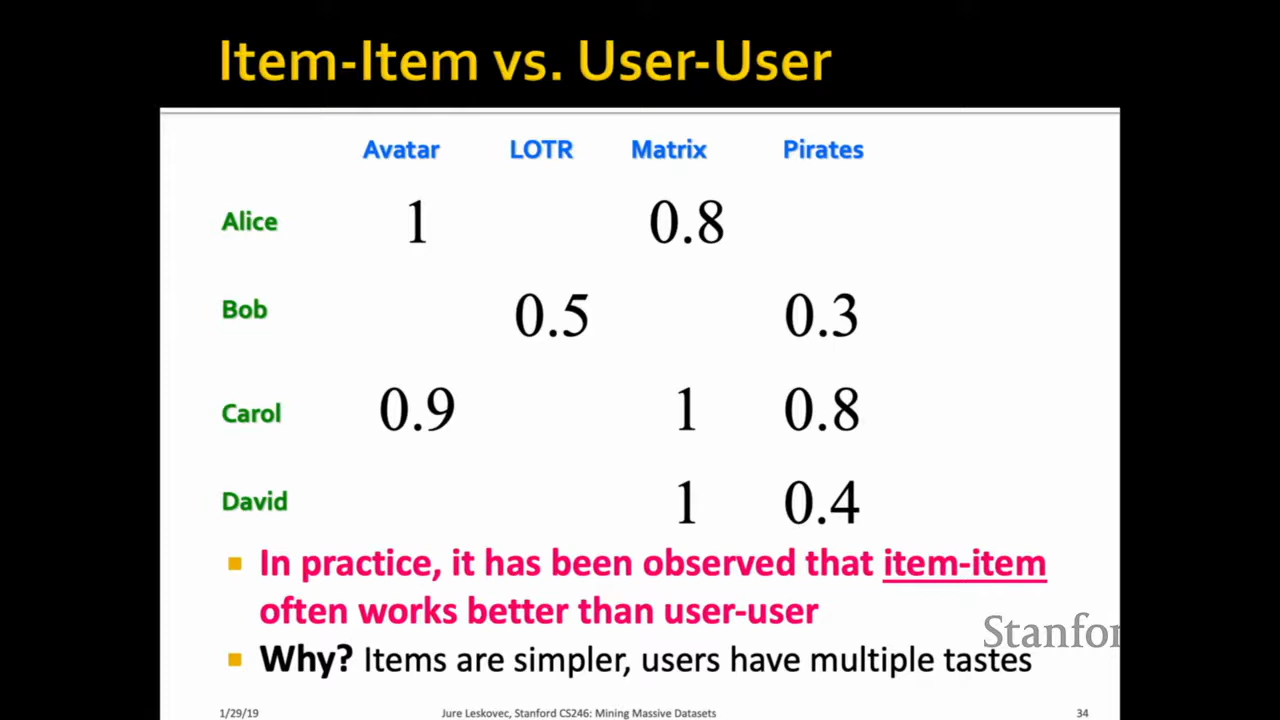 Item-Item vs. User-User
Avatar LOTR Matrix Pirates
Alice 1 0.8
Bob 0.5 0.3
Carol 0.9 1 0.8
David 1 0.4
In practice, it has been observed that item-item
often works better than user-user
Stanfor
Why? Items are simpler, users have multiple tastes
1/29/19 Jure Leskovec, Stanford CS246: Mining Massive Datasets 34